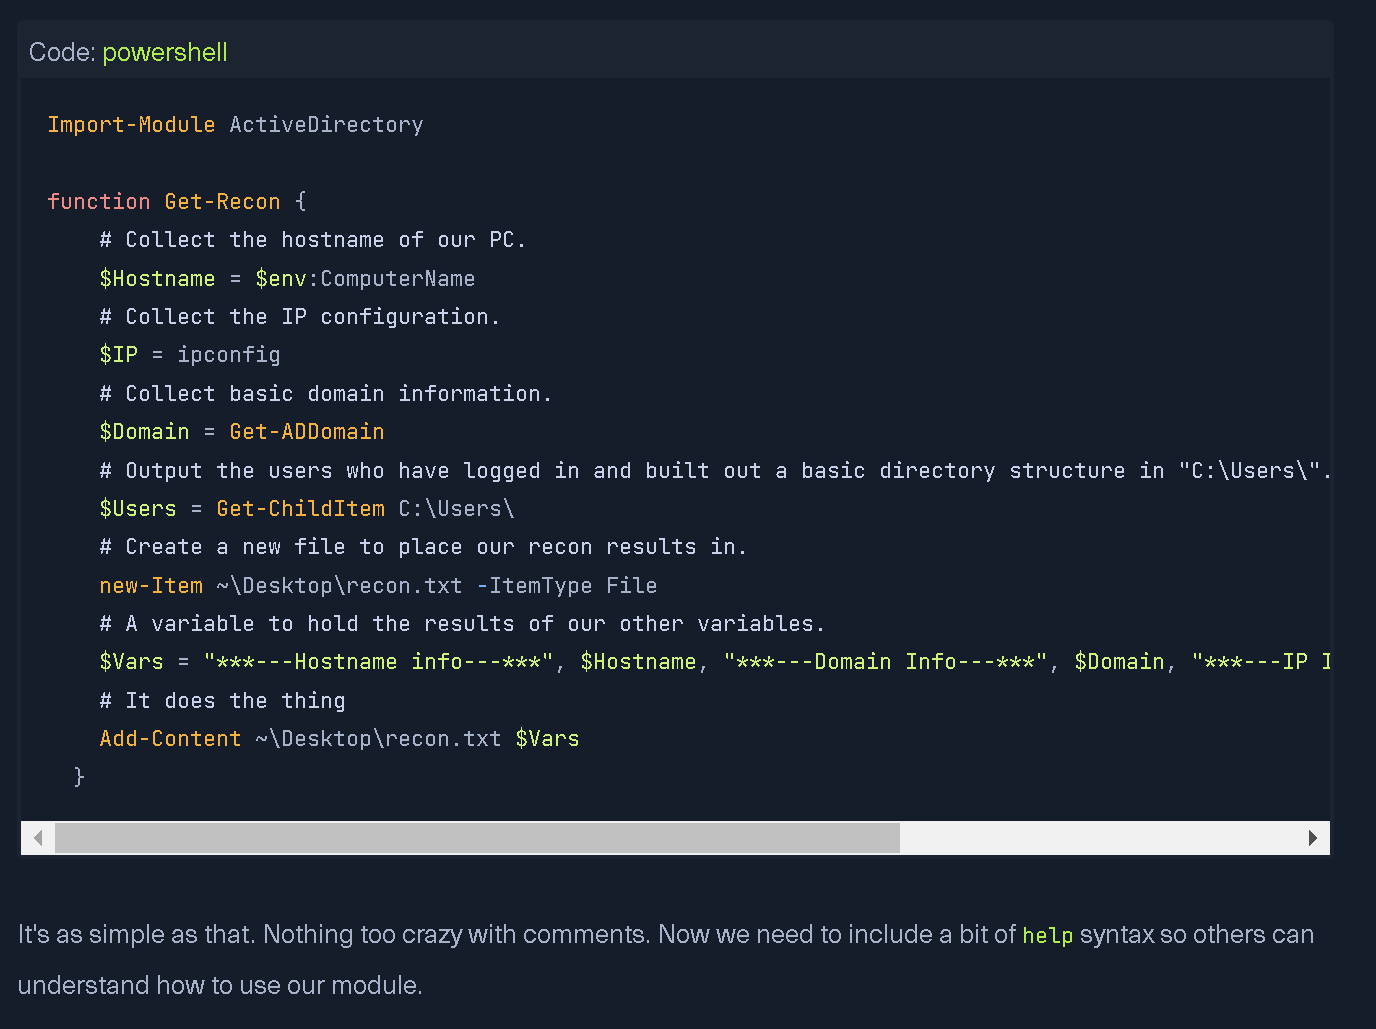 Code: powershell
Import-Module ActiveDirectory
function Get-Recon {
    # Collect the hostname of our PC.
    $Hostname = $env:ComputerName
    # Collect the IP configuration.
    $IP = ipconfig
    # Collect basic domain information.
    $Domain = Get-ADDomain
    # Output the users who have logged in and built out a basic directory structure in "C:\Users\".
    $Users = Get-ChildItem C:\Users\
    # Create a new file to place our recon results in.
    new-Item ~\Desktop\recon.txt -ItemType File
    # A variable to hold the results of our other variables.
    $Vars = "***---Hostname info---***", $Hostname, "***---Domain Info---***", $Domain, "***---IP I
    # It does the thing
    Add-Content ~\Desktop\recon.txt $Vars
  }
It's as simple as that. Nothing too crazy with comments. Now we need to include a bit of help syntax so others can
understand how to use our module.